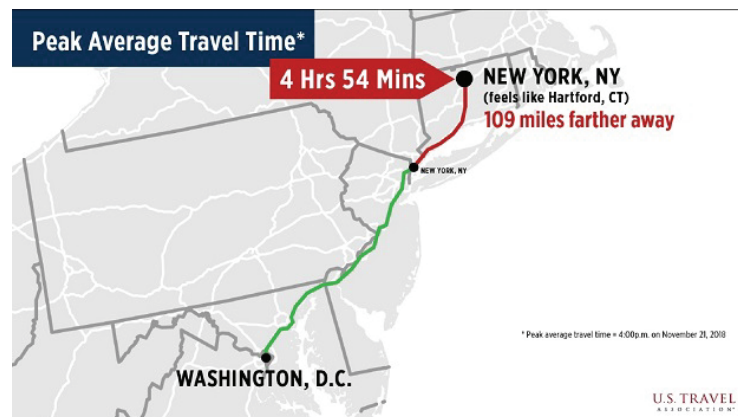 Peak Average Travel Time*
4 Hrs 54 Mins
NEW YORK, NY
(feels like Hartford, CT)
109 miles farther away
NEW YORK, NY
* Peak average travel time = 4:00p.m. on November 21, 2018
WASHINGTON, D.C.
U.S. TRAVEL
ASSOCIATION